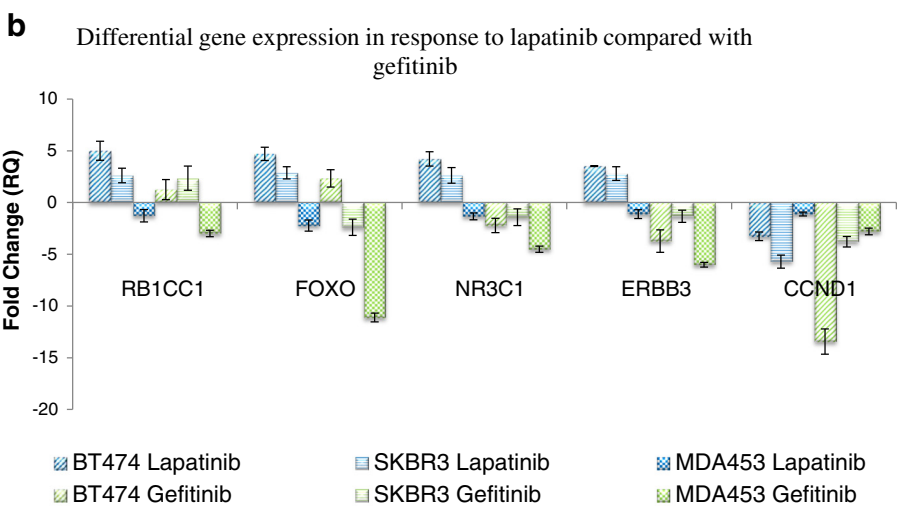 b
Differential gene expression in response to lapatinib compared with
gefitinib
Fold Change (RQ)
10
5
0
-5
-10
-15
-20
RB1CC1
FOXO
NR3C1
ERBB3
CCND1
BT474 Lapatinib
SKBR3 Lapatinib
MDA453 Lapatinib
BT474 Gefitinib
SKBR3 Gefitinib
MDA453 Gefitinib